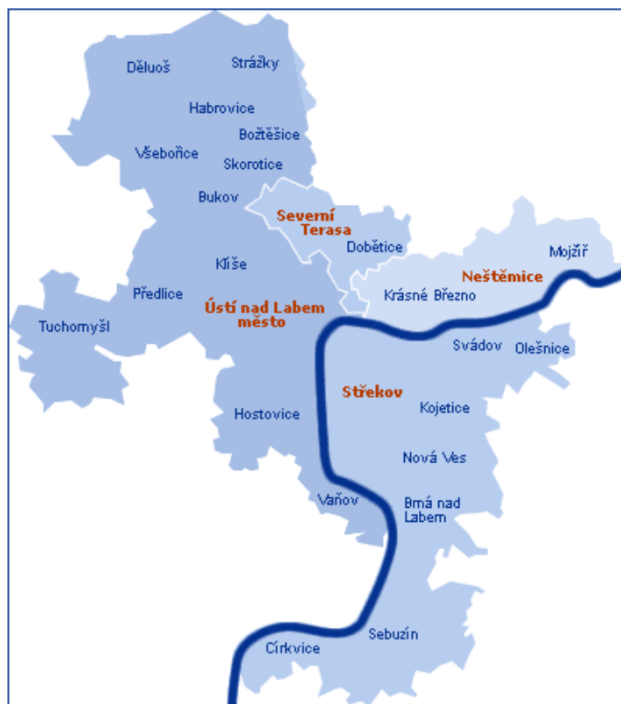 Děluoš
Strážky
Habrovice
Božtěšice
Všebořice
Skorotice
Bukov
Severní
Terasa
Dobětice
Mojžíř
Klíše
Neštěmice
Předlice
Krásné Březno
Ústí nad Labem
město
Tuchomyšl
Svádov
Olešnice
Střekov
Kojetice
Hostovice
Nová Ves
Vaňov
Brná nad
Labem
Sebuzín
Církvice